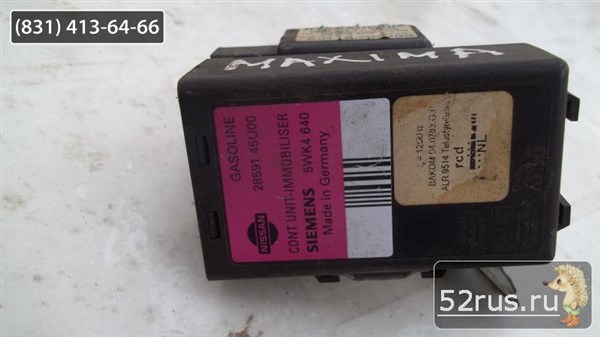 (831) 413-64-66
MAXIMA
NISSAN
GASOLINE
28591 45U00
CONT UNIT-IMMOBILISER
SIEMENS 5WK4 640
Made in Germany
rcd
NL
52rus.ru